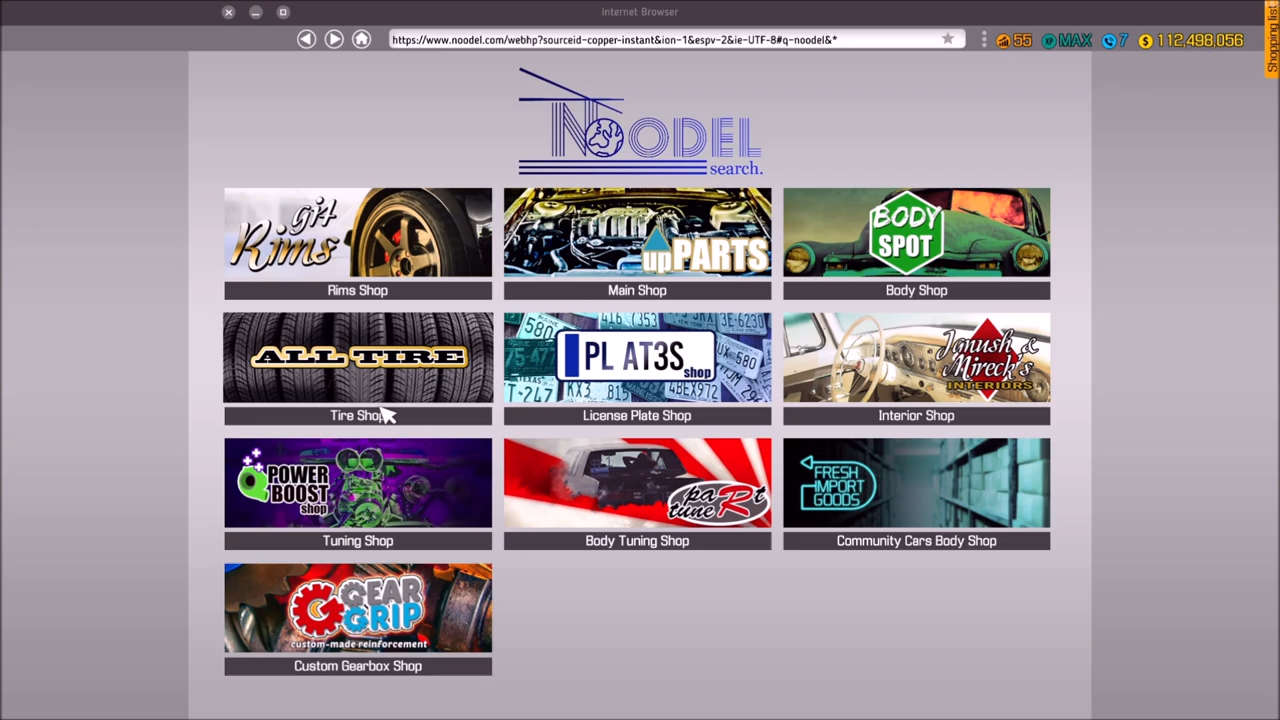 Internet Browser
https://www.noodel.com/webhp?sourceid-copper-instant&ion-1&espv-2&ie-UTF-8#q-noodel&*
55 XP MAX 7 $ 112,498,056
Shopping list
NOODEL
search.
git
Rims
upPARTS
BODY
SPOT
Rims Shop
Main Shop
Body Shop
ALL TIRE
PL AT3S
shop
Janush &
Mireck's
INTERIORS
Tire Shop
License Plate Shop
Interior Shop
POWER
BOOST
shop
paRt
tuneR
FRESH
IMPORT
GOODS
Tuning Shop
Body Tuning Shop
Community Cars Body Shop
GEAR
GRIP
custom-made reinforcement
Custom Gearbox Shop